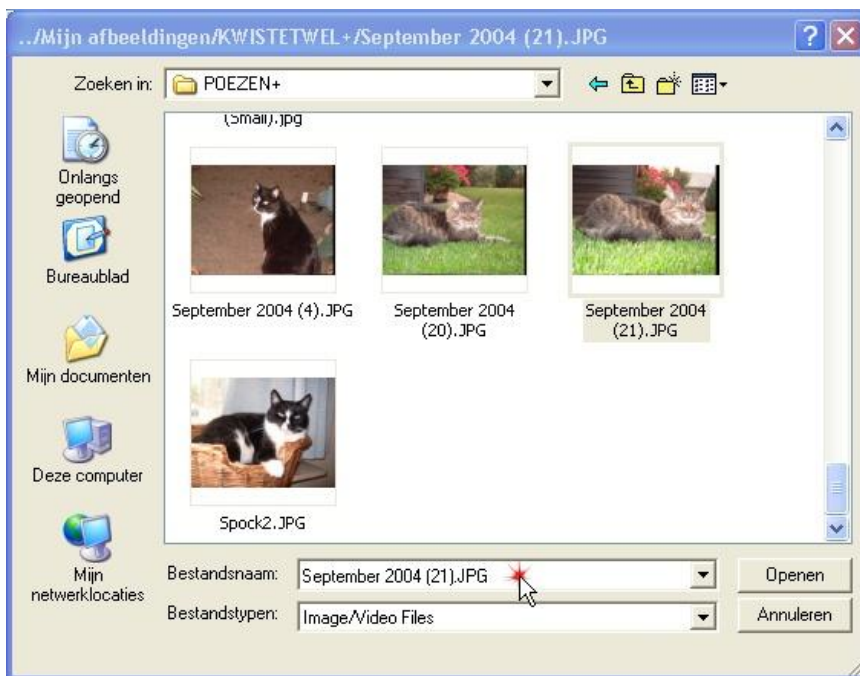 ../Mijn afbeeldingen/KWISTETWEL+/September 2004 (21).JPG
Zoeken in:
POEZEN+
(Small).jpg
Onlangs
geopend
Bureaublad
Mijn documenten
Deze computer
Mijn
netwerklocaties
September 2004 (4).JPG
September 2004
(20).JPG
September 2004
(21).JPG
Spock2.JPG
Bestandsnaam:
September 2004 (21).JPG
Openen
Bestandstypen:
Image/Video Files
Annuleren